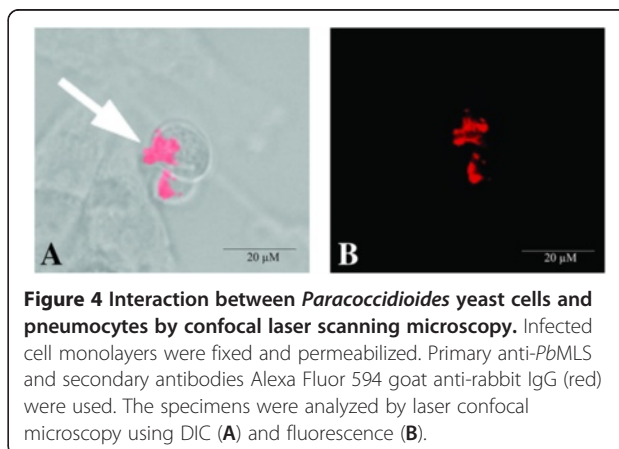 A
20 µM
B
20 µM
Figure 4 Interaction between Paracoccidioides yeast cells and
pneumocytes by confocal laser scanning microscopy. Infected
cell monolayers were fixed and permeabilized. Primary anti-PbMLS
and secondary antibodies Alexa Fluor 594 goat anti-rabbit IgG (red)
were used. The specimens were analyzed by laser confocal
microscopy using DIC (A) and fluorescence (B).